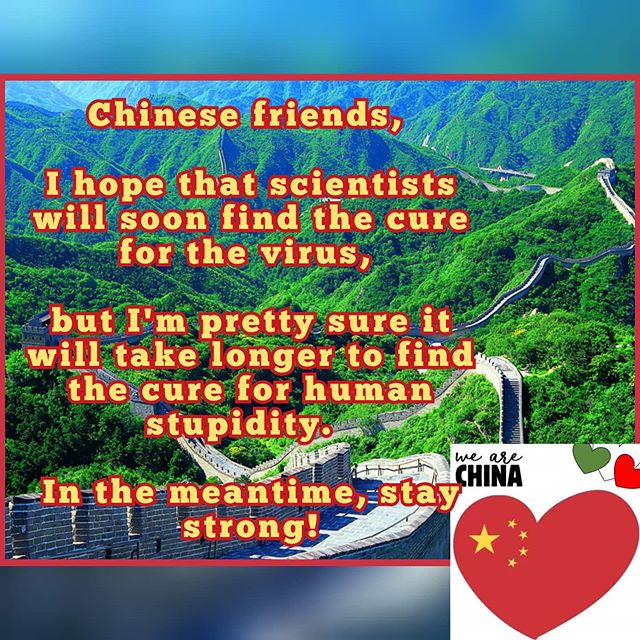 Chinese friends,
I hope that scientists
will soon find the cure
for the virus,
but I'm pretty sure it
will take longer to find
the cure for human
stupidity.
In the meantime, stay
strong!
we are
CHINA